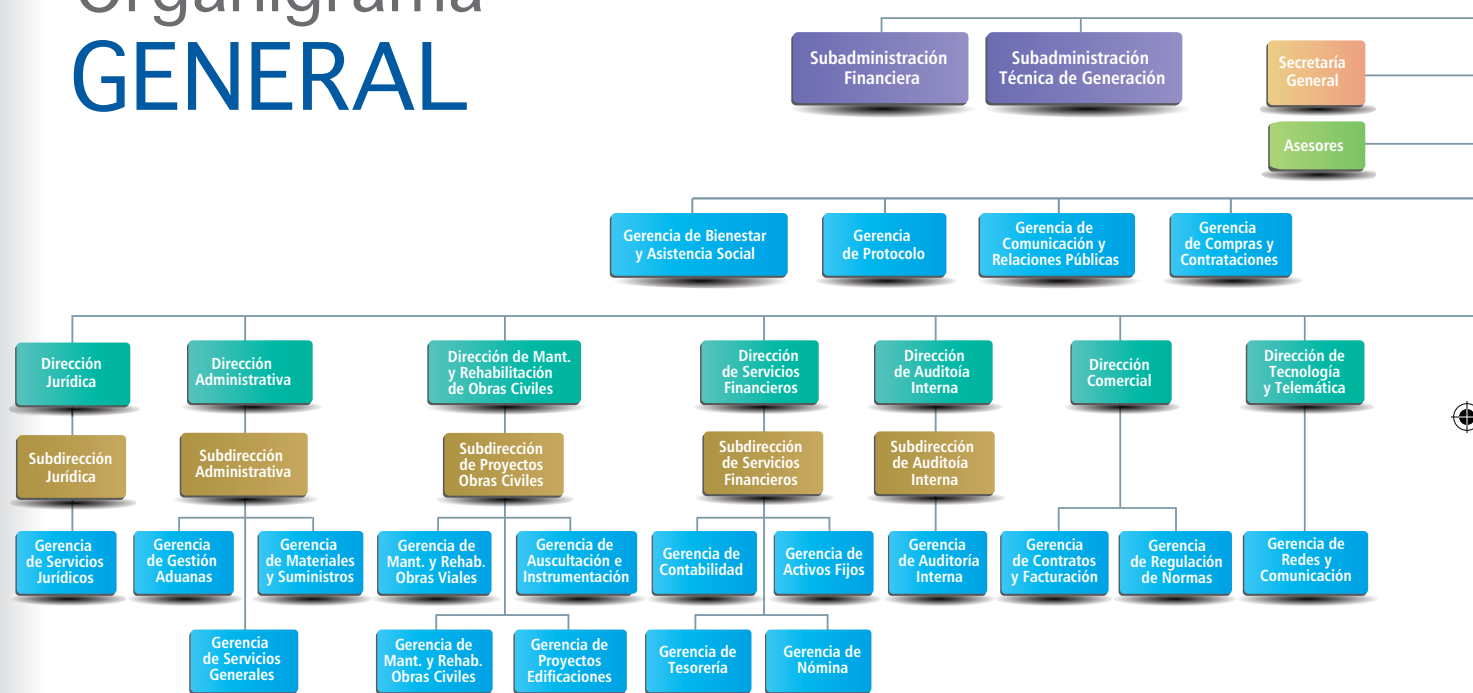 Organigrama
GENERAL
Subadministración
Financiera
Subadministración
Técnica de Generación
Secretaría
General
Asesores
Gerencia de Bienestar
y Asistencia Social
Gerencia
de Protocolo
Gerencia de
Comunicación y
Relaciones Públicas
Gerencia
de Compras y
Contrataciones
Dirección
Jurídica
Dirección
Administrativa
Dirección de Mant.
y Rehabilitación
de Obras Civiles
Dirección
de Servicios
Financieros
Dirección
de Auditoía
Interna
Dirección
Comercial
Dirección de
Tecnología
y Telemática
Subdirección
Jurídica
Subdirección
Administrativa
Subdirección
de Proyectos
Obras Civiles
Subdirección
de Servicios
Financieros
Subdirección
de Auditoía
Interna
Gerencia
de Servicios
Jurídicos
Gerencia
de Gestión
Aduanas
Gerencia
de Materiales
y Suministros
Gerencia de
Mant. y Rehab.
Obras Viales
Gerencia de
Auscultación e
Instrumentación
Gerencia de
Contabilidad
Gerencia de
Activos Fijos
Gerencia
de Auditoría
Interna
Gerencia
de Contratos
y Facturación
Gerencia
de Regulación
de Normas
Gerencia de
Redes y
Comunicación
Gerencia
de Servicios
Generales
Gerencia de
Mant. y Rehab.
Obras Civiles
Gerencia de
Proyectos
Edificaciones
Gerencia de
Tesorería
Gerencia de
Nómina